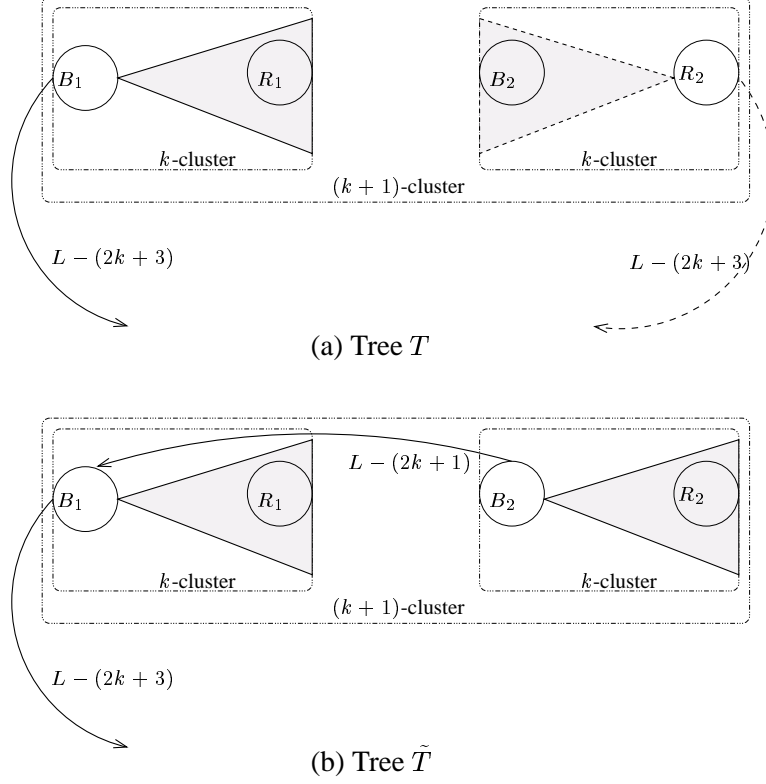 B₁ R₁ B₂ R₂
k-cluster k-cluster
(k + 1)-cluster
L − (2k + 3) L − (2k + 3)
(a) Tree T
L − (2k + 1)
B₁ R₁ B₂ R₂
k-cluster k-cluster
(k + 1)-cluster
L − (2k + 3)
(b) Tree T̃